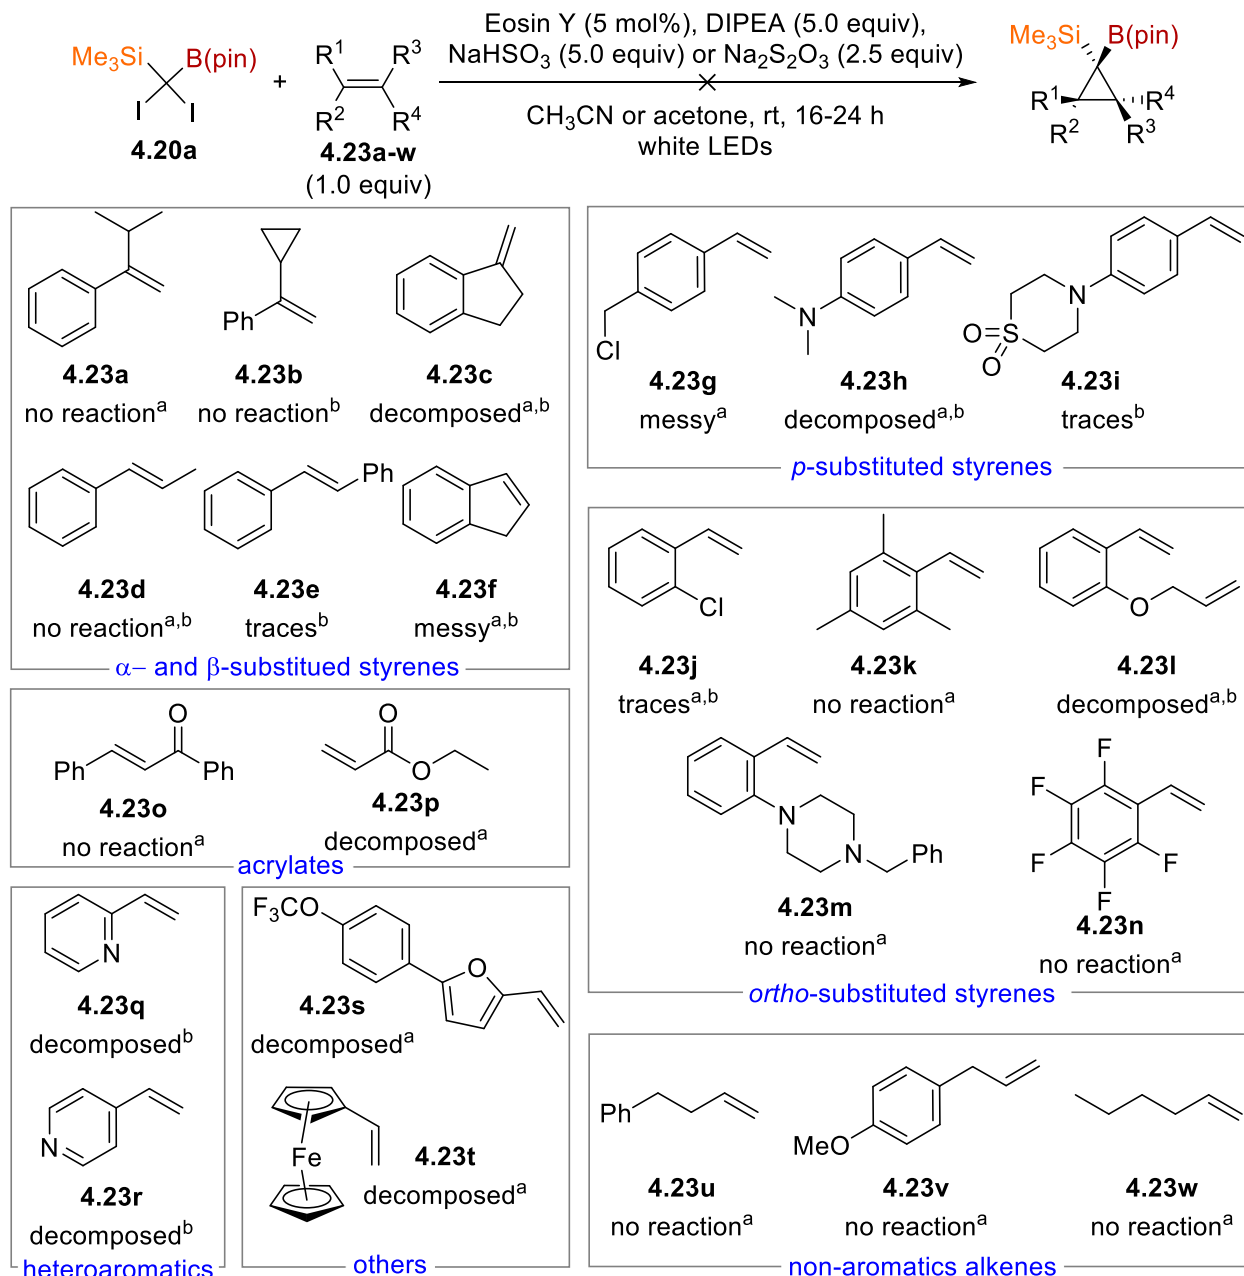 Eosin Y (5 mol%), DIPEA (5.0 equiv),
NaHSO₃ (5.0 equiv) or Na₂S₂O₃ (2.5 equiv)
CH₃CN or acetone, rt, 16-24 h
white LEDs
Me₃Si
B(pin)
I I
4.20a
+
R¹ R³
R² R⁴
4.23a-w
(1.0 equiv)
Me₃Si B(pin)
R¹ R⁴
R² R³
4.23a
no reactionᵃ
Ph
4.23b
no reactionᵇ
4.23c
decomposedᵃ,ᵇ
4.23d
no reactionᵃ,ᵇ
Ph
4.23e
tracesᵇ
4.23f
messyᵃ,ᵇ
α– and β-substitued styrenes
Cl
4.23g
messyᵃ
N
4.23h
decomposedᵃ,ᵇ
N
O S
O
4.23i
tracesᵇ
p-substituted styrenes
Cl
4.23j
tracesᵃ,ᵇ
4.23k
no reactionᵃ
O
4.23l
decomposedᵃ,ᵇ
N
N Ph
4.23m
no reactionᵃ
F F
F F
F
4.23n
no reactionᵃ
ortho-substituted styrenes
O
Ph Ph
4.23o
no reactionᵃ
O
O
4.23p
decomposedᵃ
acrylates
N
4.23q
decomposedᵇ
N
4.23r
decomposedᵇ
heteroaromatics
F₃CO
O
4.23s
decomposedᵃ
Fe
4.23t
decomposedᵃ
others
Ph
4.23u
no reactionᵃ
MeO
4.23v
no reactionᵃ
4.23w
no reactionᵃ
non-aromatics alkenes